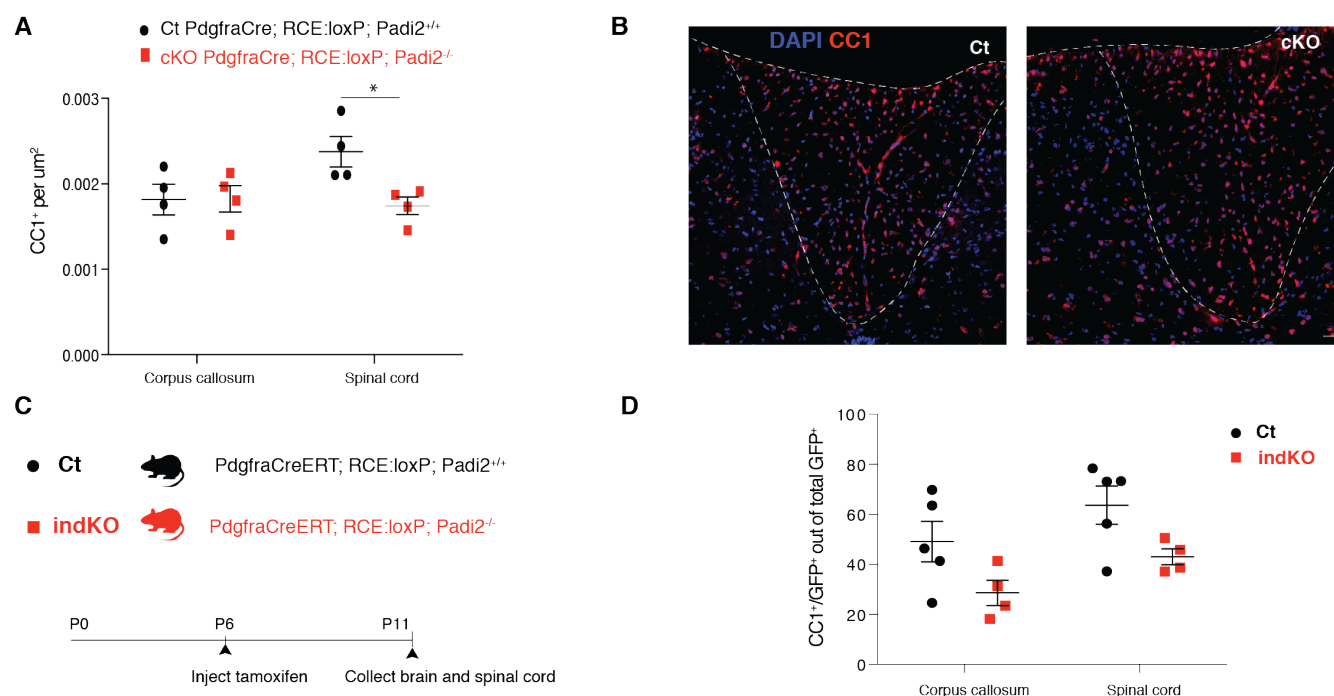 A
Ct PdgfraCre; RCE:loxP; Padi2+/+
cKO PdgfraCre; RCE:loxP; Padi2-/-
*
0.003
0.002
0.001
0.000
CC1+ per um2
Corpus callosum
Spinal cord
B
DAPI CC1
Ct
cKO
C
Ct
PdgfraCreERT; RCE:loxP; Padi2+/+
indKO
PdgfraCreERT; RCE:loxP; Padi2-/-
P0
P6
P11
Inject tamoxifen
Collect brain and spinal cord
D
100
80
60
40
20
0
CC1+/GFP+ out of total GFP+
Corpus callosum
Spinal cord
Ct
indKO